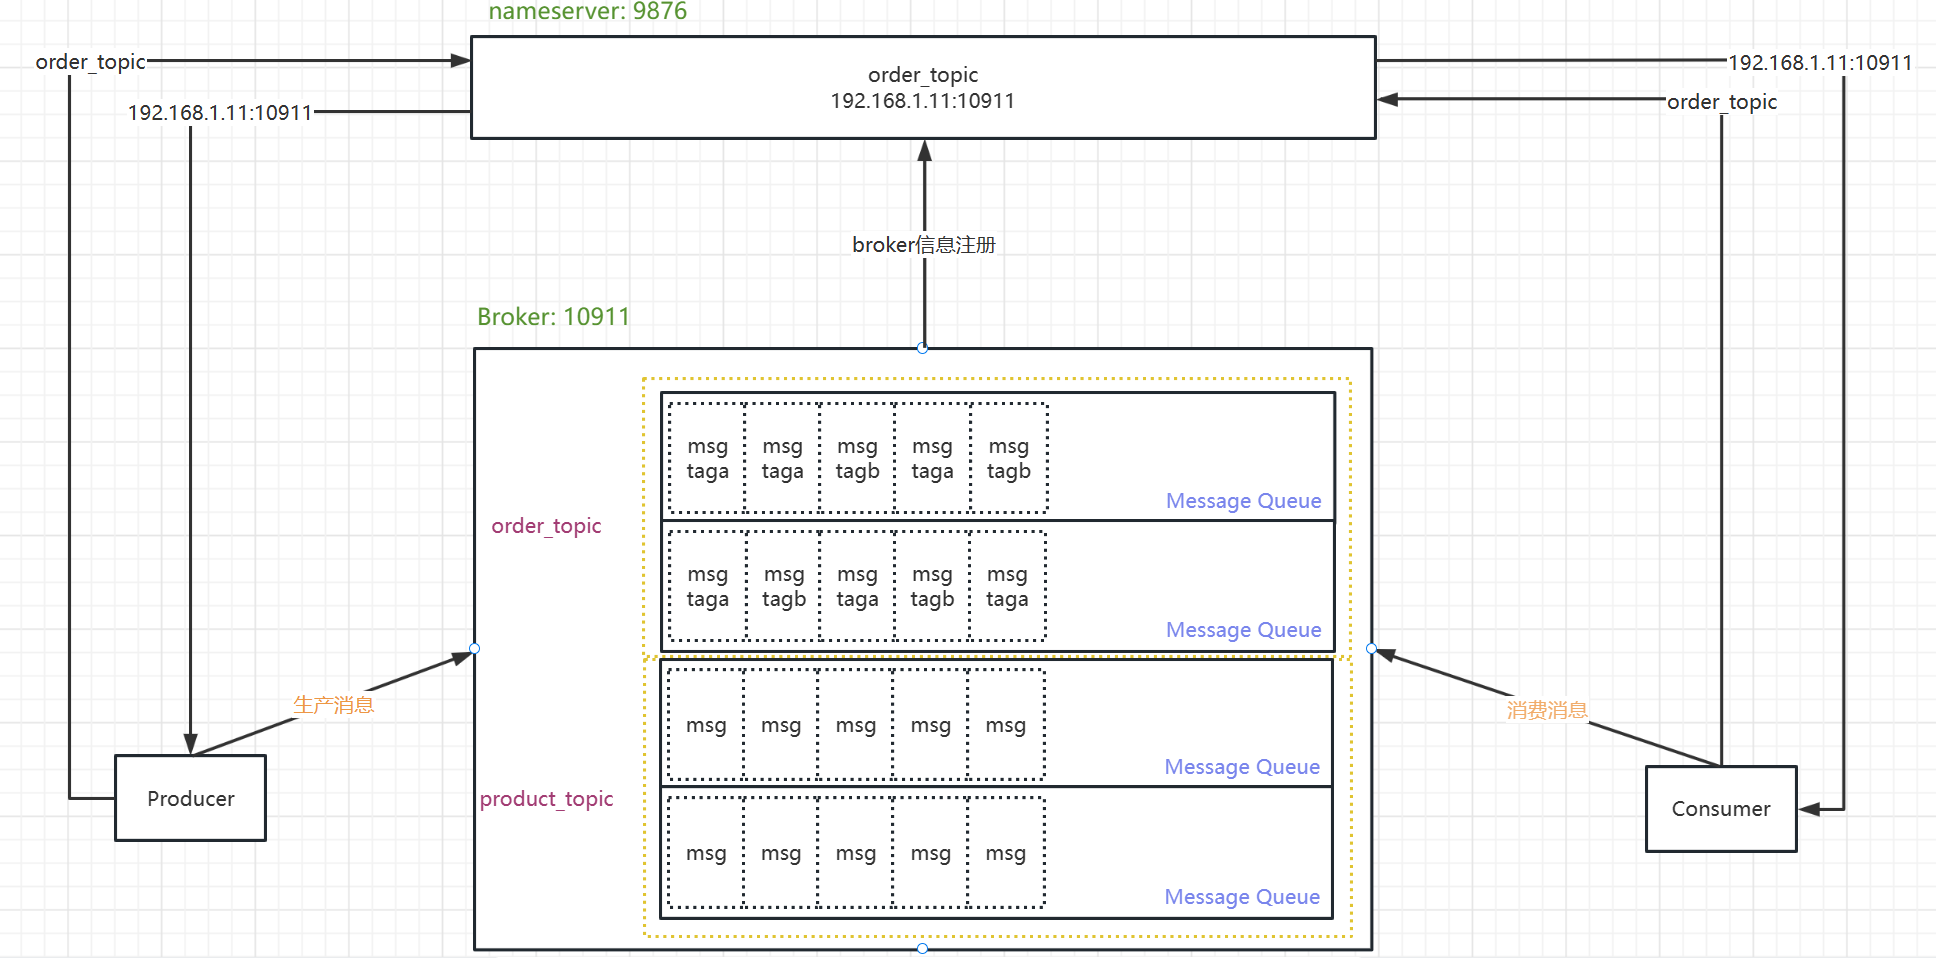 nameserver: 9876
order_topic
192.168.1.11:10911
order_topic
192.168.1.11:10911
192.168.1.11:10911
order_topic
broker信息注册
Broker: 10911
order_topic
msg taga
msg taga
msg tagb
msg taga
msg tagb
Message Queue
msg taga
msg tagb
msg taga
msg tagb
msg taga
Message Queue
product_topic
msg
msg
msg
msg
msg
Message Queue
msg
msg
msg
msg
msg
Message Queue
生产消息
Producer
消费消息
Consumer